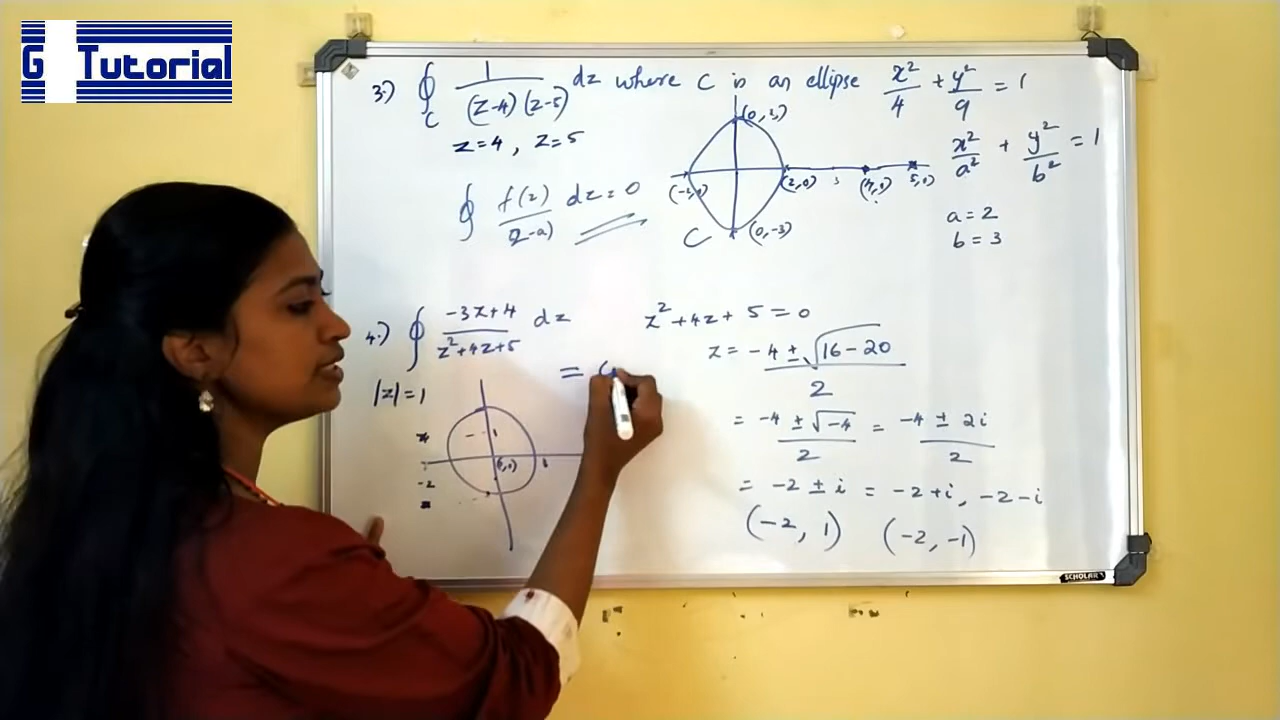 G Tutorial
3.) ∮C 1/((z-4)(z-5)) dz where C is an ellipse x²/4 + y²/9 = 1
z=4, z=5
x²/a² + y²/b² = 1
(0,3)
(2,0)
(4,0)
5,0)
∮ f(z)/(z-a) dz = 0
C
(0,-3)
a = 2
b = 3
4.) ∮ (-3z+4)/(z²+4z+5) dz
z²+4z+5=0
z = (-4 ± √(16-20))/2
=
|z|=1
= (-4 ± √-4)/2 = (-4 ± 2i)/2
1
(0,0)
1
-2
= -2 ± i = -2+i, -2-i
(-2, 1) (-2, -1)
SCHOLAR